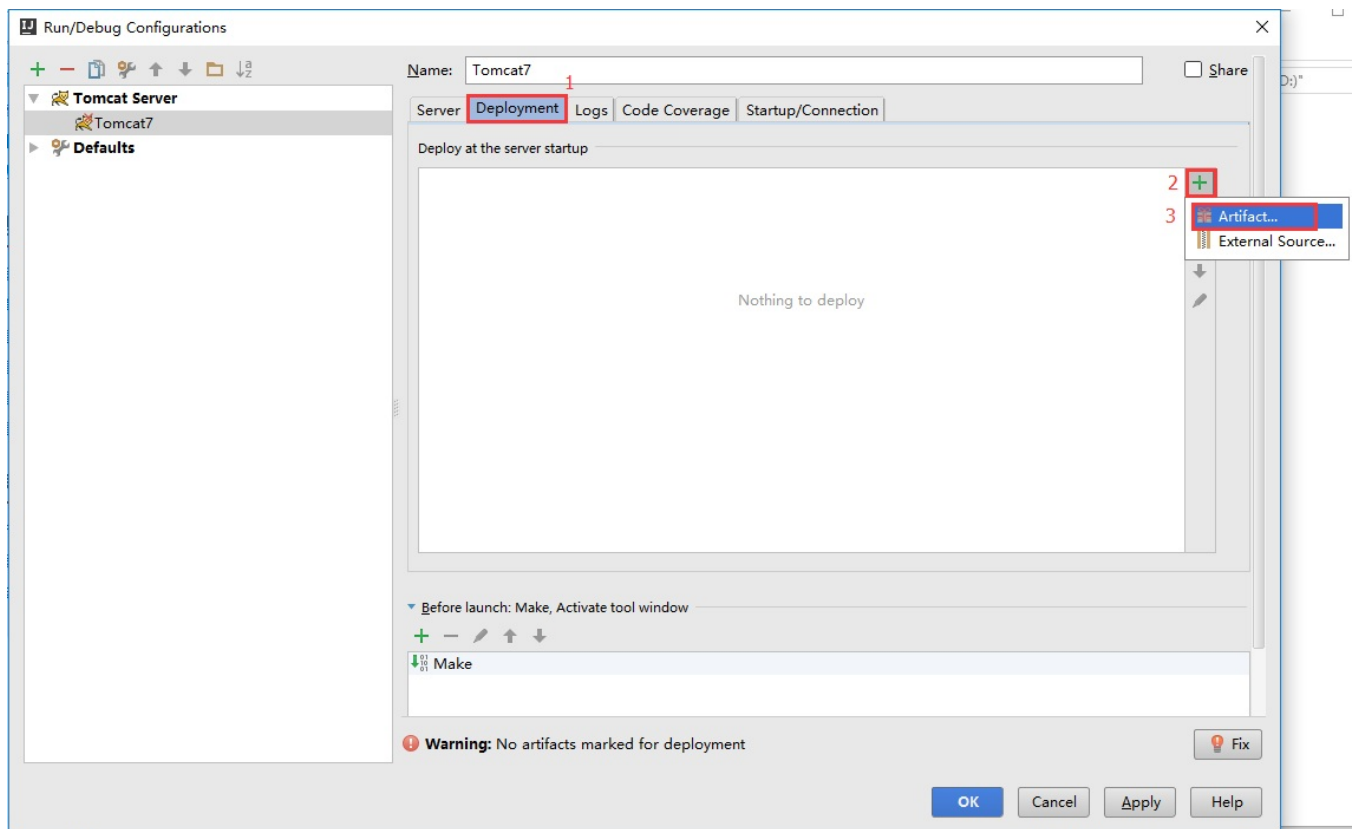 Run/Debug Configurations
Name: Tomcat7
Share
D:)"
1
Tomcat Server
Tomcat7
Defaults
Server Deployment Logs Code Coverage Startup/Connection
Deploy at the server startup
2
3 Artifact...
External Source...
Nothing to deploy
Before launch: Make, Activate tool window
Make
Warning: No artifacts marked for deployment
Fix
OK Cancel Apply Help